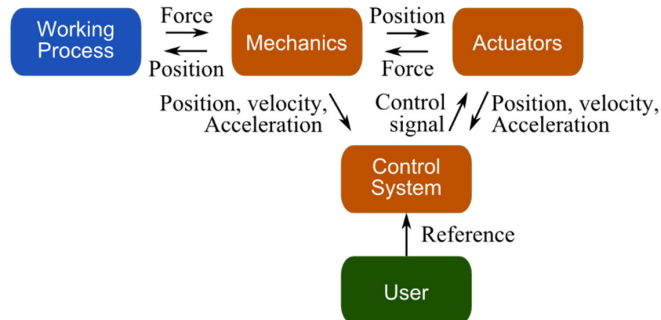 Working
Process
Force
Position
Mechanics
Position
Force
Actuators
Position, velocity,
Acceleration
Control
signal
Position, velocity,
Acceleration
Control
System
Reference
User